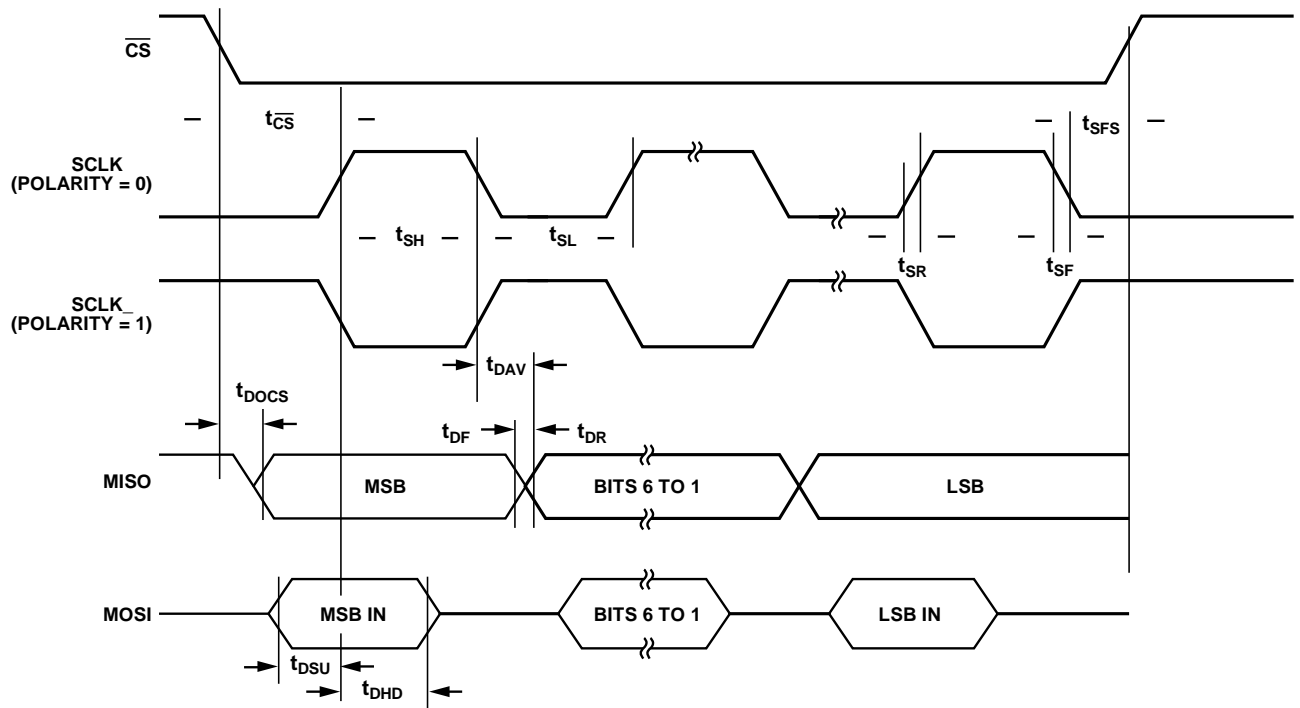 CS
tCS
tSFS
SCLK
(POLARITY = 0)
tSH
tSL
tSR
tSF
SCLK_
(POLARITY = 1)
tDAV
tDOCS
tDF
tDR
MISO
MSB
BITS 6 TO 1
LSB
MOSI
MSB IN
BITS 6 TO 1
LSB IN
tDSU
tDHD